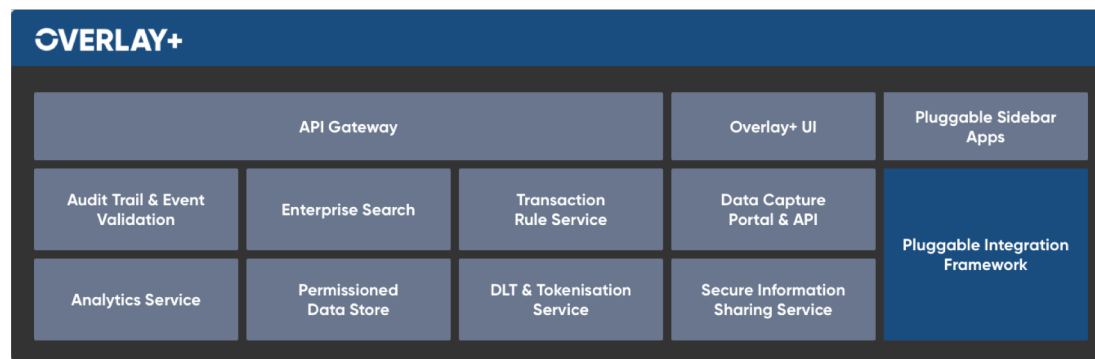 OVERLAY+
API Gateway
Overlay+ UI
Pluggable Sidebar
Apps
Audit Trail & Event
Validation
Enterprise Search
Transaction
Rule Service
Data Capture
Portal & API
Pluggable Integration
Framework
Analytics Service
Permissioned
Data Store
DLT & Tokenisation
Service
Secure Information
Sharing Service